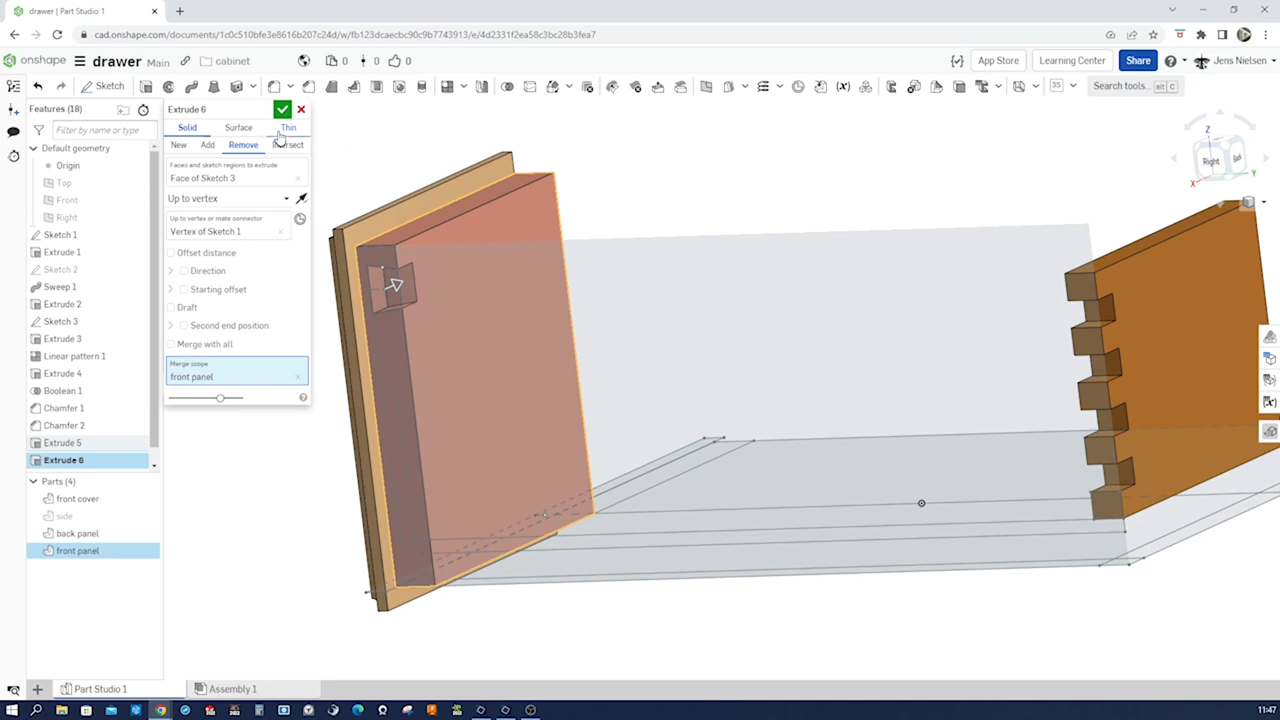 drawer | Part Studio 1
cad.onshape.com/documents/1c0c510bfe3e8616b207c24d/w/fb123dcaecbc90c9b7743913/e/4d2331f2ea58c3bc28b3fea7
onshape
drawer Main
cabinet
0
0
0
App Store
Learning Center
Share
Jens Nielsen
Sketch
35
Search tools...
alt C
Features (18)
Filter by name or type
Default geometry
Origin
Top
Front
Right
Sketch 1
Extrude 1
Sketch 2
Sweep 1
Extrude 2
Sketch 3
Extrude 3
Linear pattern 1
Extrude 4
Boolean 1
Chamfer 1
Chamfer 2
Extrude 5
Extrude 6
Parts (4)
front cover
side
back panel
front panel
Extrude 6
Solid Surface Thin
New Add Remove Intersect
Faces and sketch regions to extrude
Face of Sketch 3
Up to vertex
Up to vertex or mate connector
Vertex of Sketch 1
Offset distance
Direction
Starting offset
Draft
Second end position
Merge with all
Merge scope
front panel
Z
Right
Back
X
Y
Part Studio 1
Assembly 1
11:47